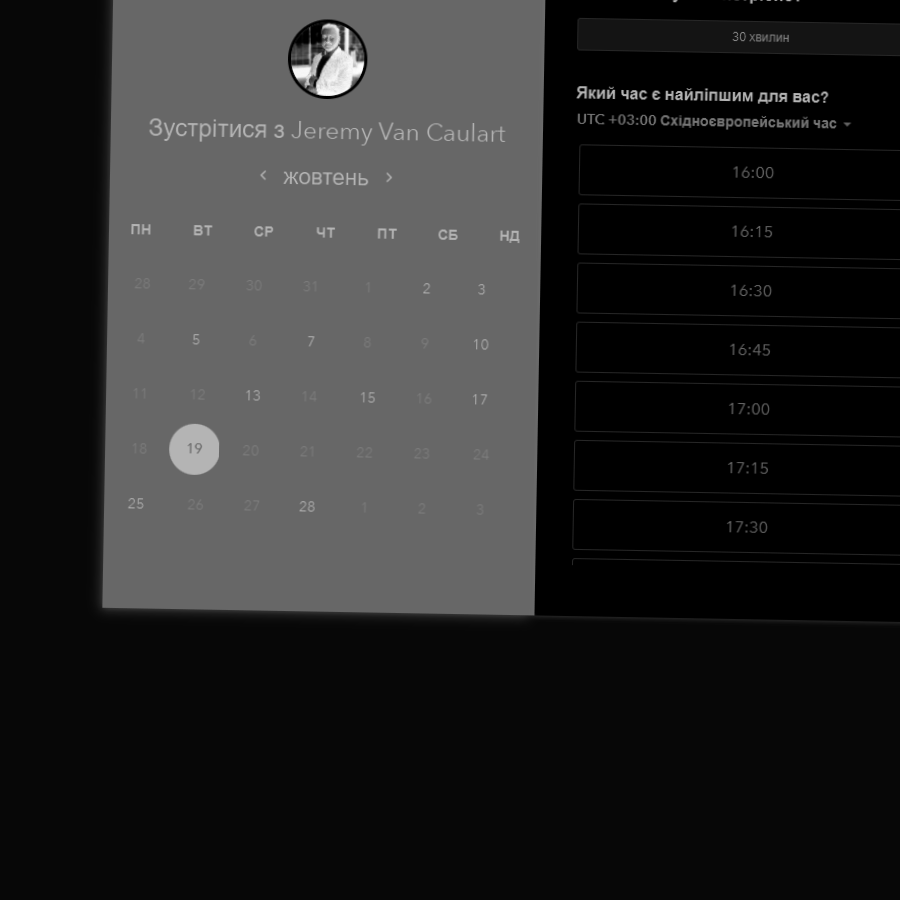 Зустрітися з Jeremy Van Caulart
жовтень
ПН ВТ СР ЧТ ПТ СБ НД
28 29 30 31 1 2 3
4 5 6 7 8 9 10
11 12 13 14 15 16 17
18 19 20 21 22 23 24
25 26 27 28 1 2 3
30 хвилин
Який час є найліпшим для вас?
UTC +03:00 Східноєвропейський час
16:00
16:15
16:30
16:45
17:00
17:15
17:30